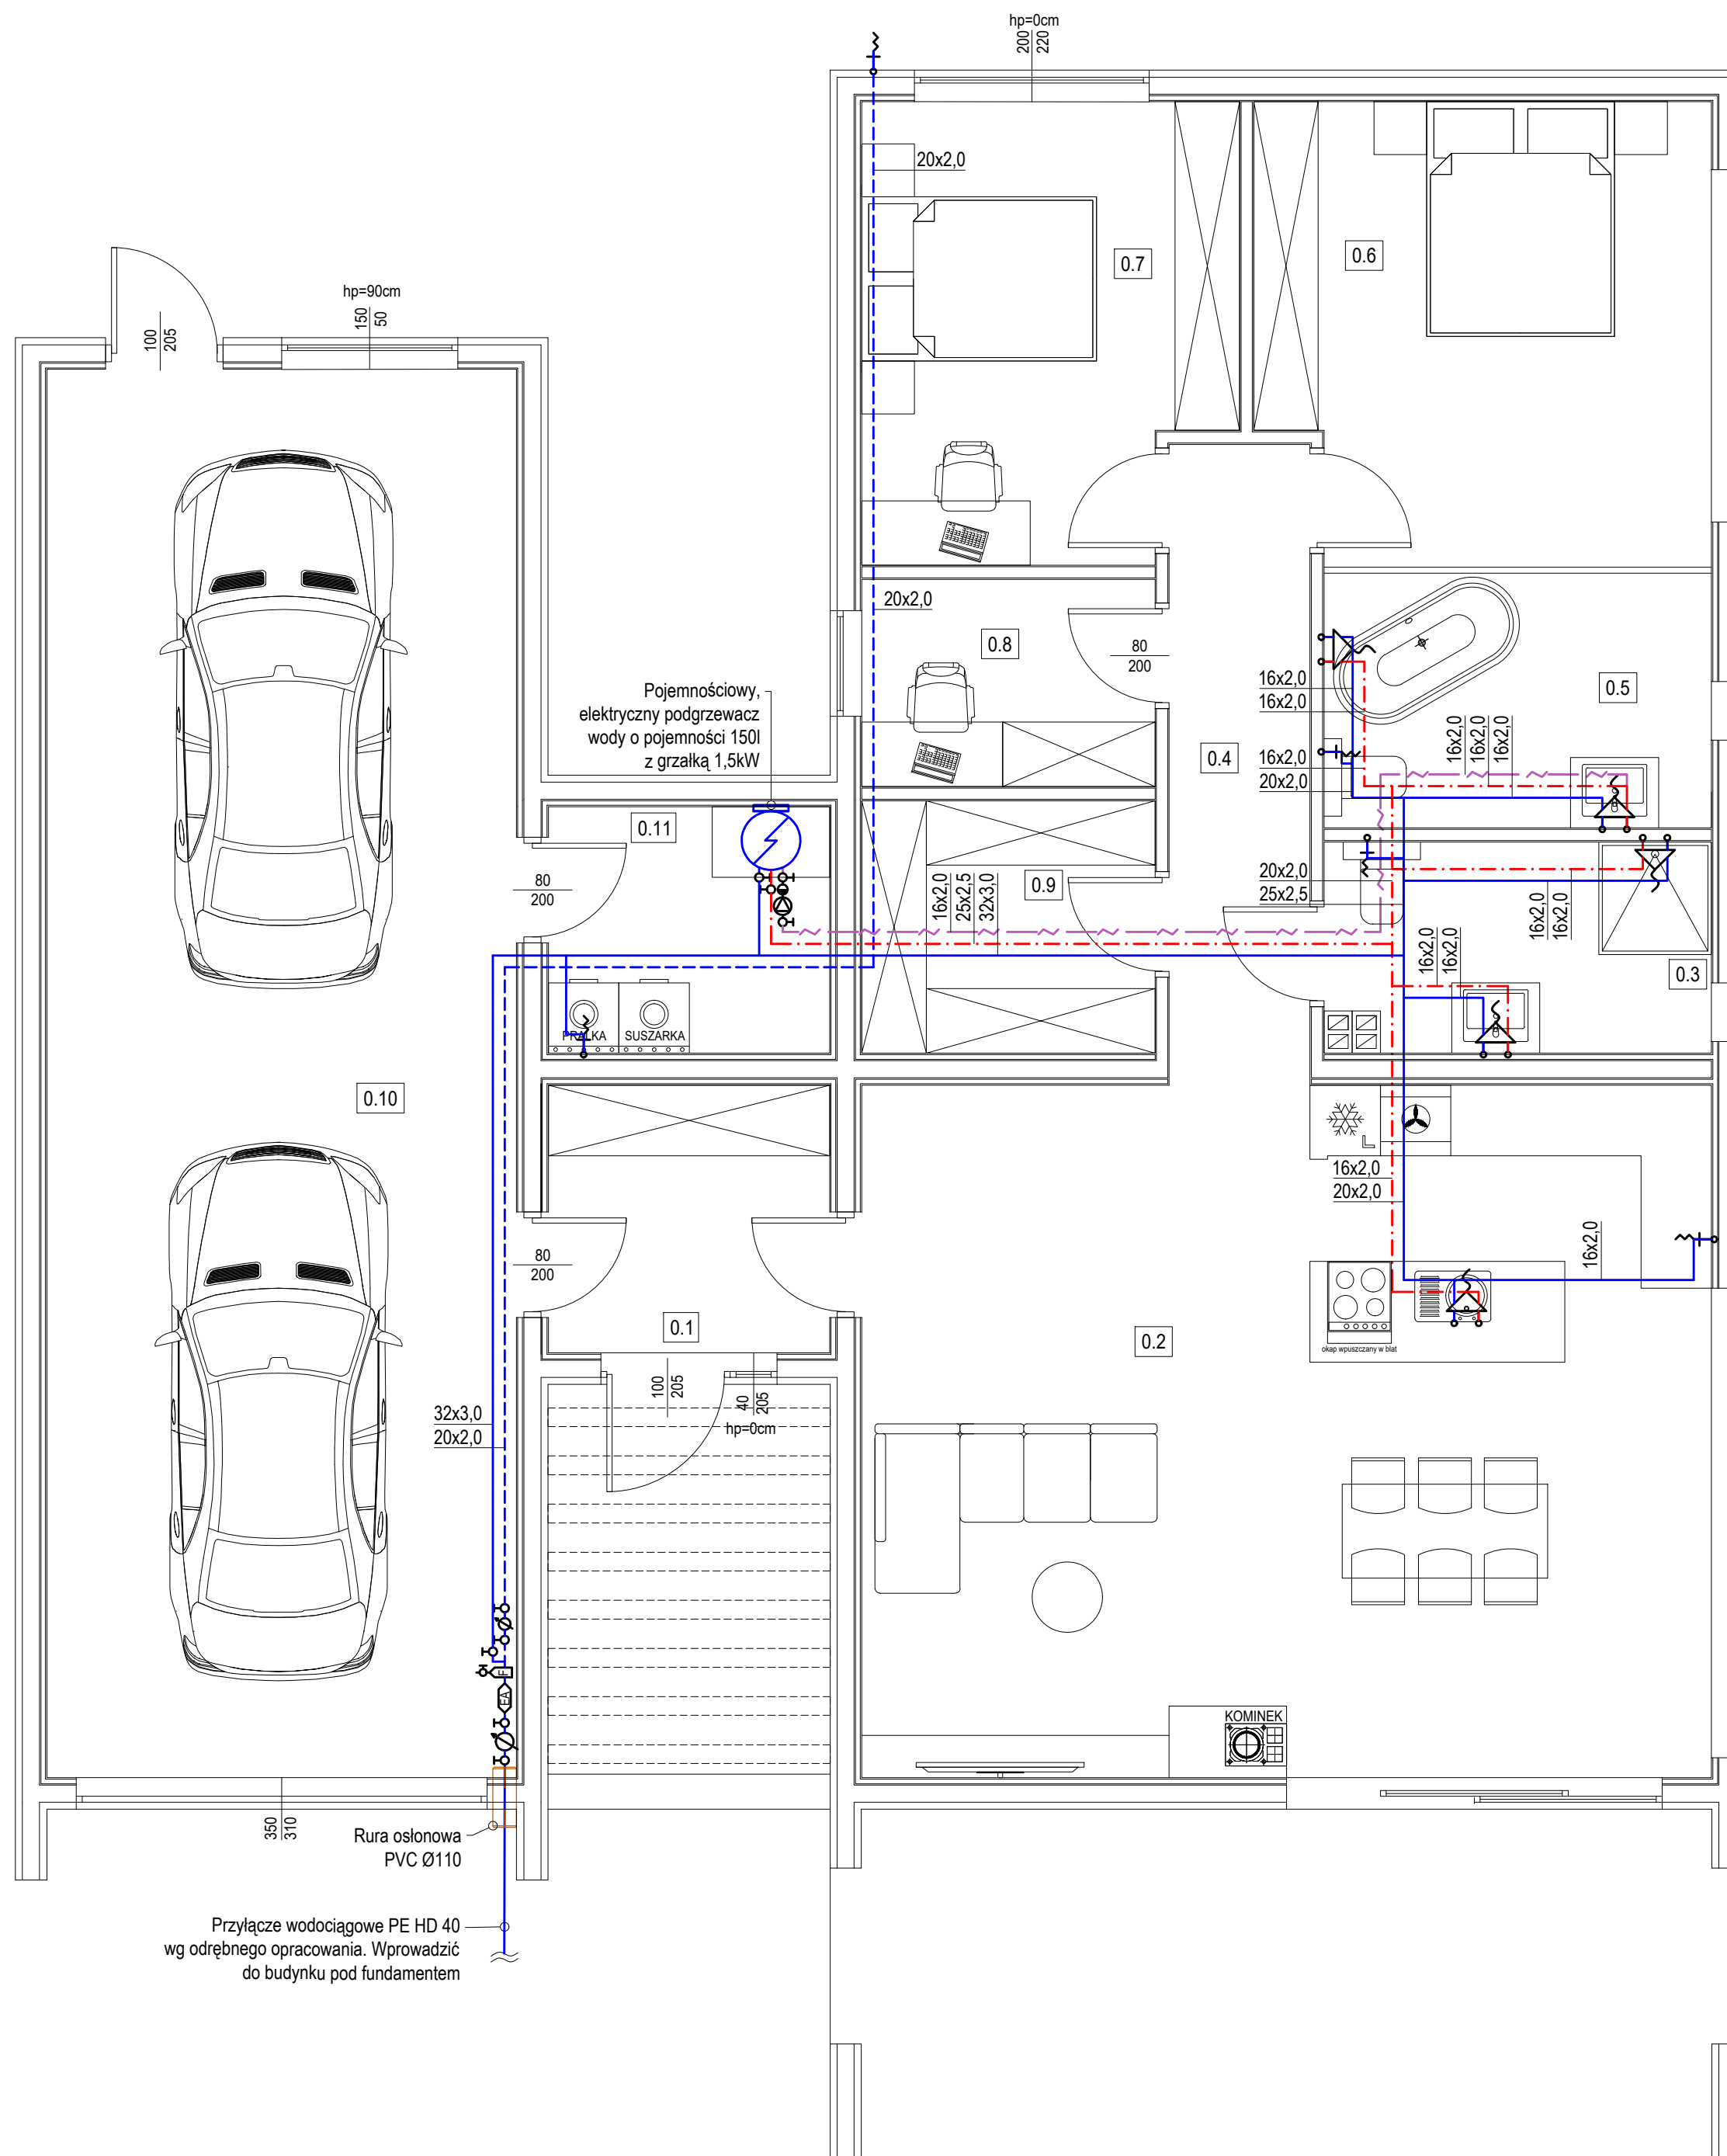 hp=0cm
200
220
20x2,0
0.7
0.6
hp=90cm
150
50
100
205
20x2,0
0.8
80
200
Pojemnościowy,
elektryczny podgrzewacz
wody o pojemności 150l
z grzałką 1,5kW
16x2,0
16x2,0
0.5
0.4
16x2,0
20x2,0
16x2,0
16x2,0
16x2,0
0.11
80
200
16x2,0
25x2,5
32x3,0
0.9
20x2,0
25x2,5
16x2,0
16x2,0
16x2,0
16x2,0
0.3
PRALKA
SUSZARKA
0.10
16x2,0
20x2,0
16x2,0
80
200
0.1
0.2
okap wpuszczany w blat
100
205
40
205
hp=0cm
32x3,0
20x2,0
F
EA
KOMINEK
350
310
Rura osłonowa
PVC Ø110
Przyłącze wodociągowe PE HD 40
wg odrębnego opracowania. Wprowadzić
do budynku pod fundamentem